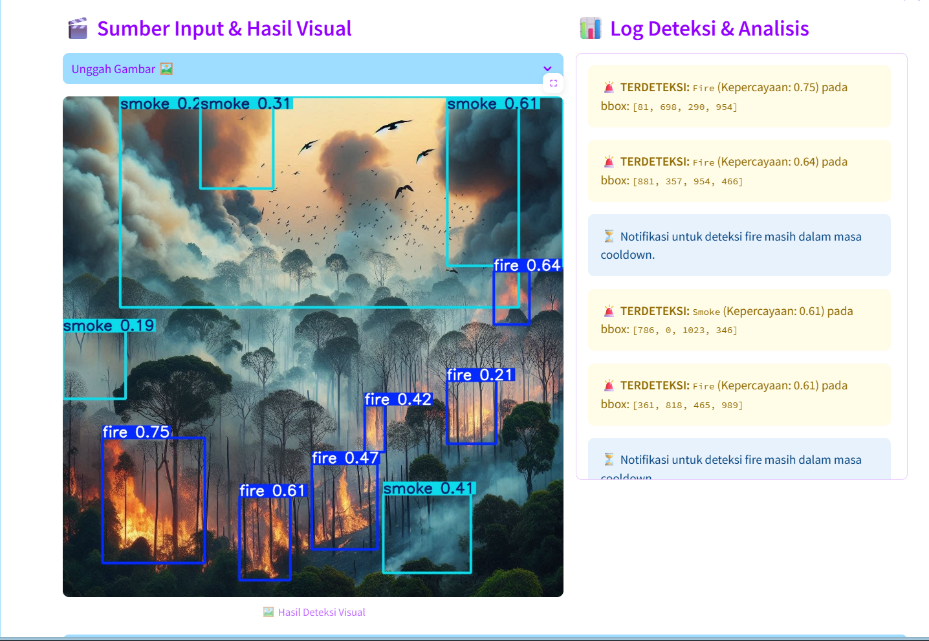 Sumber Input & Hasil Visual
Unggah Gambar
smoke 0.2
smoke 0.31
smoke 0.61
fire 0.64
smoke 0.19
fire 0.21
fire 0.42
fire 0.75
fire 0.47
fire 0.61
smoke 0.41
Hasil Deteksi Visual
Log Deteksi & Analisis
TERDETEKSI: Fire (Kepercayaan: 0.75) pada
bbox: [81, 698, 290, 954]
TERDETEKSI: Fire (Kepercayaan: 0.64) pada
bbox: [881, 357, 954, 466]
Notifikasi untuk deteksi fire masih dalam masa
cooldown.
TERDETEKSI: Smoke (Kepercayaan: 0.61) pada
bbox: [786, 0, 1023, 346]
TERDETEKSI: Fire (Kepercayaan: 0.61) pada
bbox: [361, 818, 465, 989]
Notifikasi untuk deteksi fire masih dalam masa
cooldown.